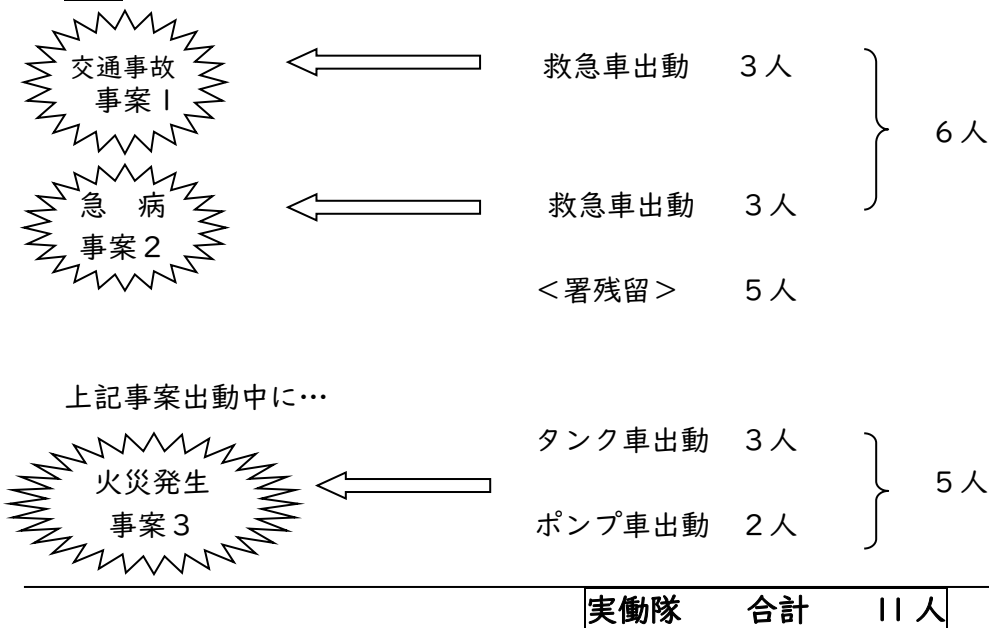 交通事故 救急車出動 3人
事案1
6人
急 病 救急車出動 3人
事案2
<署残留> 5人
上記事案出動中に…
タンク車出動 3人
火災発生 5人
事案3 ポンプ車出動 2人
実働隊 合計 11人